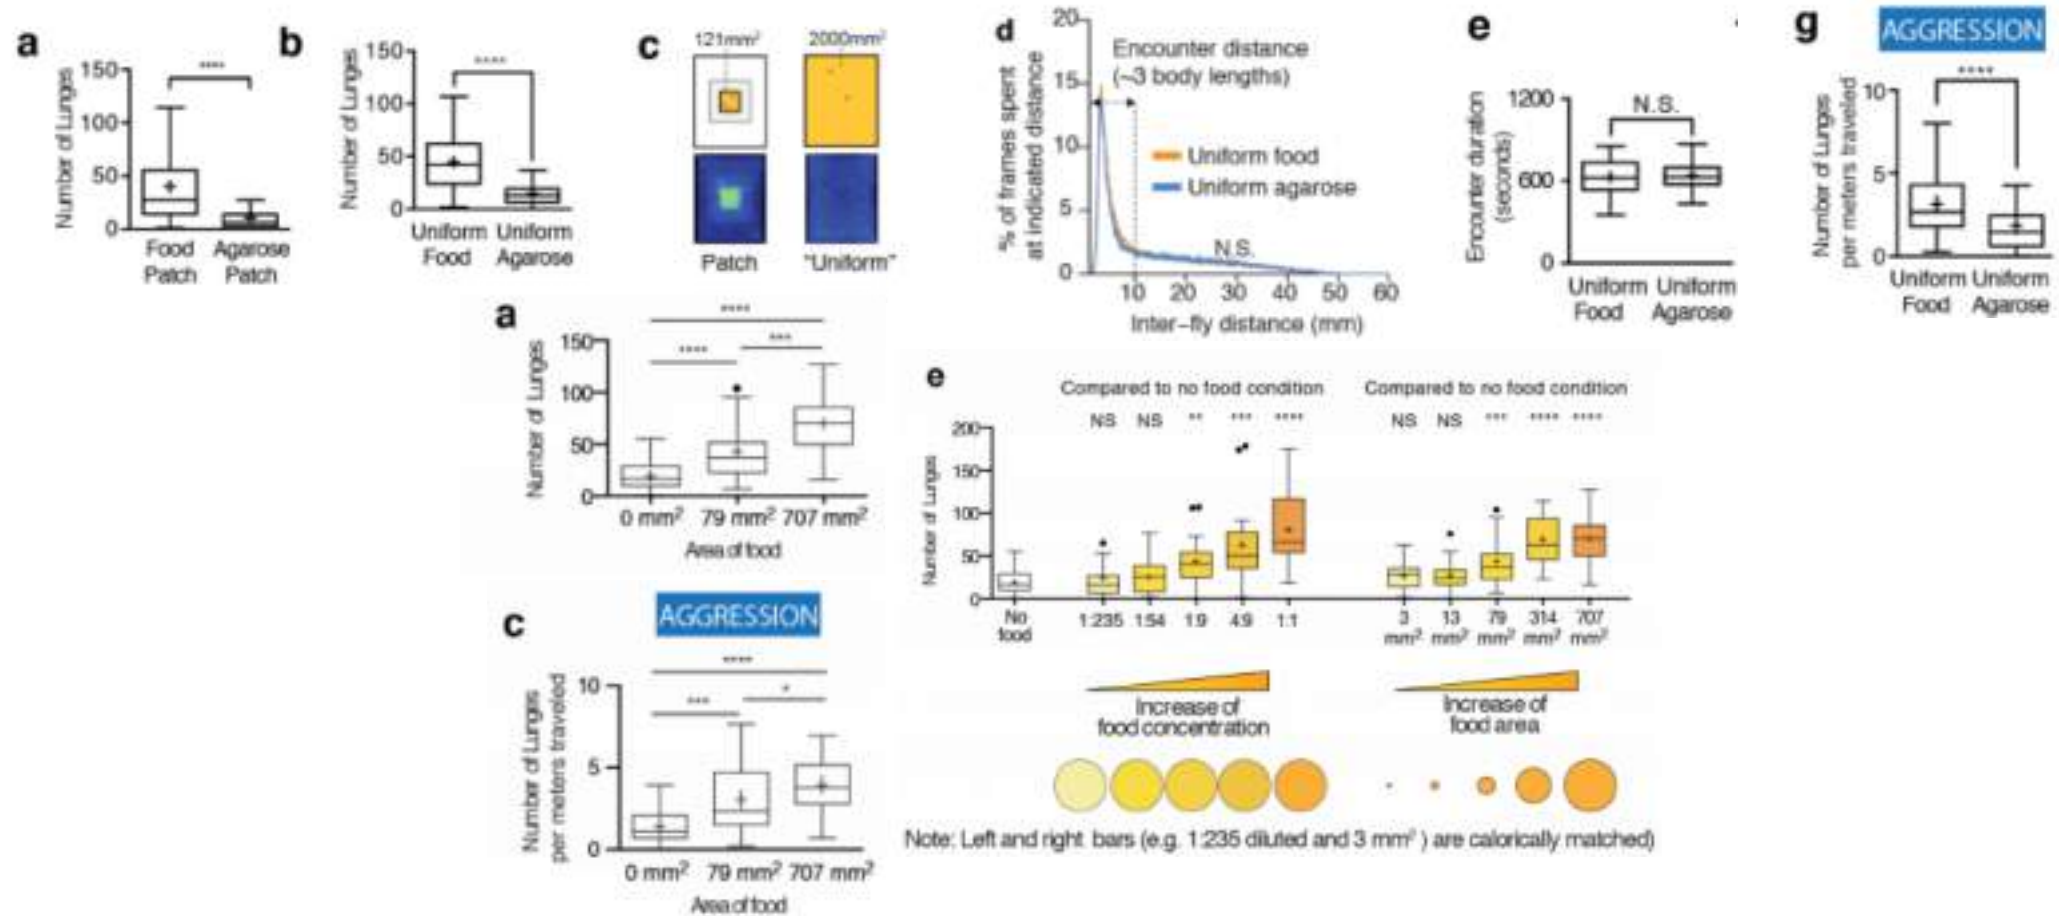 a
Number of Lunges
150
100
50
0
****
Food Patch
Agarose Patch
b
Number of Lunges
150
100
50
0
****
Uniform Food
Uniform Agarose
c
121mm²
2000mm²
Patch
"Uniform"
d
% of frames spent
at indicated distance
20
15
10
5
0
Encounter distance
(~3 body lengths)
Uniform food
Uniform agarose
N.S.
10 20 30 40 50 60
Inter-fly distance (mm)
e
Encounter duration
(seconds)
1200
600
0
N.S.
Uniform Food
Uniform Agarose
g
AGGRESSION
Number of Lunges
per meters traveled
10
5
0
****
Uniform Food
Uniform Agarose
a
Number of Lunges
150
100
50
0
****
**** ***
0 mm² 79 mm² 707 mm²
Area of food
c
AGGRESSION
Number of Lunges
per meters traveled
10
5
0
****
*** *
0 mm² 79 mm² 707 mm²
Area of food
e
Compared to no food condition
NS NS ** *** ****
Compared to no food condition
NS NS *** **** ****
Number of Lunges
200
150
100
50
0
No food
1:235 1:54 1:9 4:9 1:1
3 mm² 13 mm² 79 mm² 314 mm² 707 mm²
Increase of
food concentration
Increase of
food area
Note: Left and right bars (e.g. 1:235 diluted and 3 mm² ) are calorically matched)